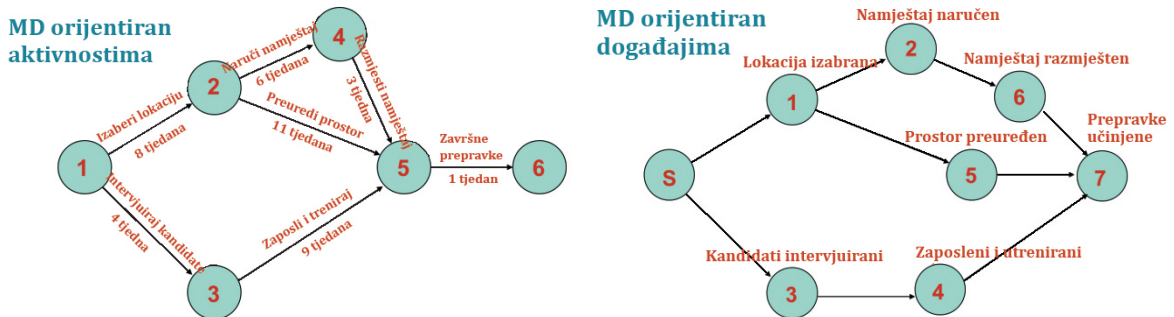 MD orijentiran
aktivnostima
Naruči namještaj
6 tjedana
4
Razmjesti namještaj
3 tjedna
Izaberi lokaciju
8 tjedana
2
Preuredi prostor
11 tjedana
1
Intervjuiraj kandidate
4 tjedna
5
Završne
prepravke
1 tjedan
6
Zaposli i treniraj
9 tjedana
3
MD orijentiran
događajima
Namještaj naručen
2
Lokacija izabrana
1
Namještaj razmješten
6
Prepravke
učinjene
7
Prostor preuređen
5
S
Kandidati intervjuirani
3
Zaposleni i utrenirani
4